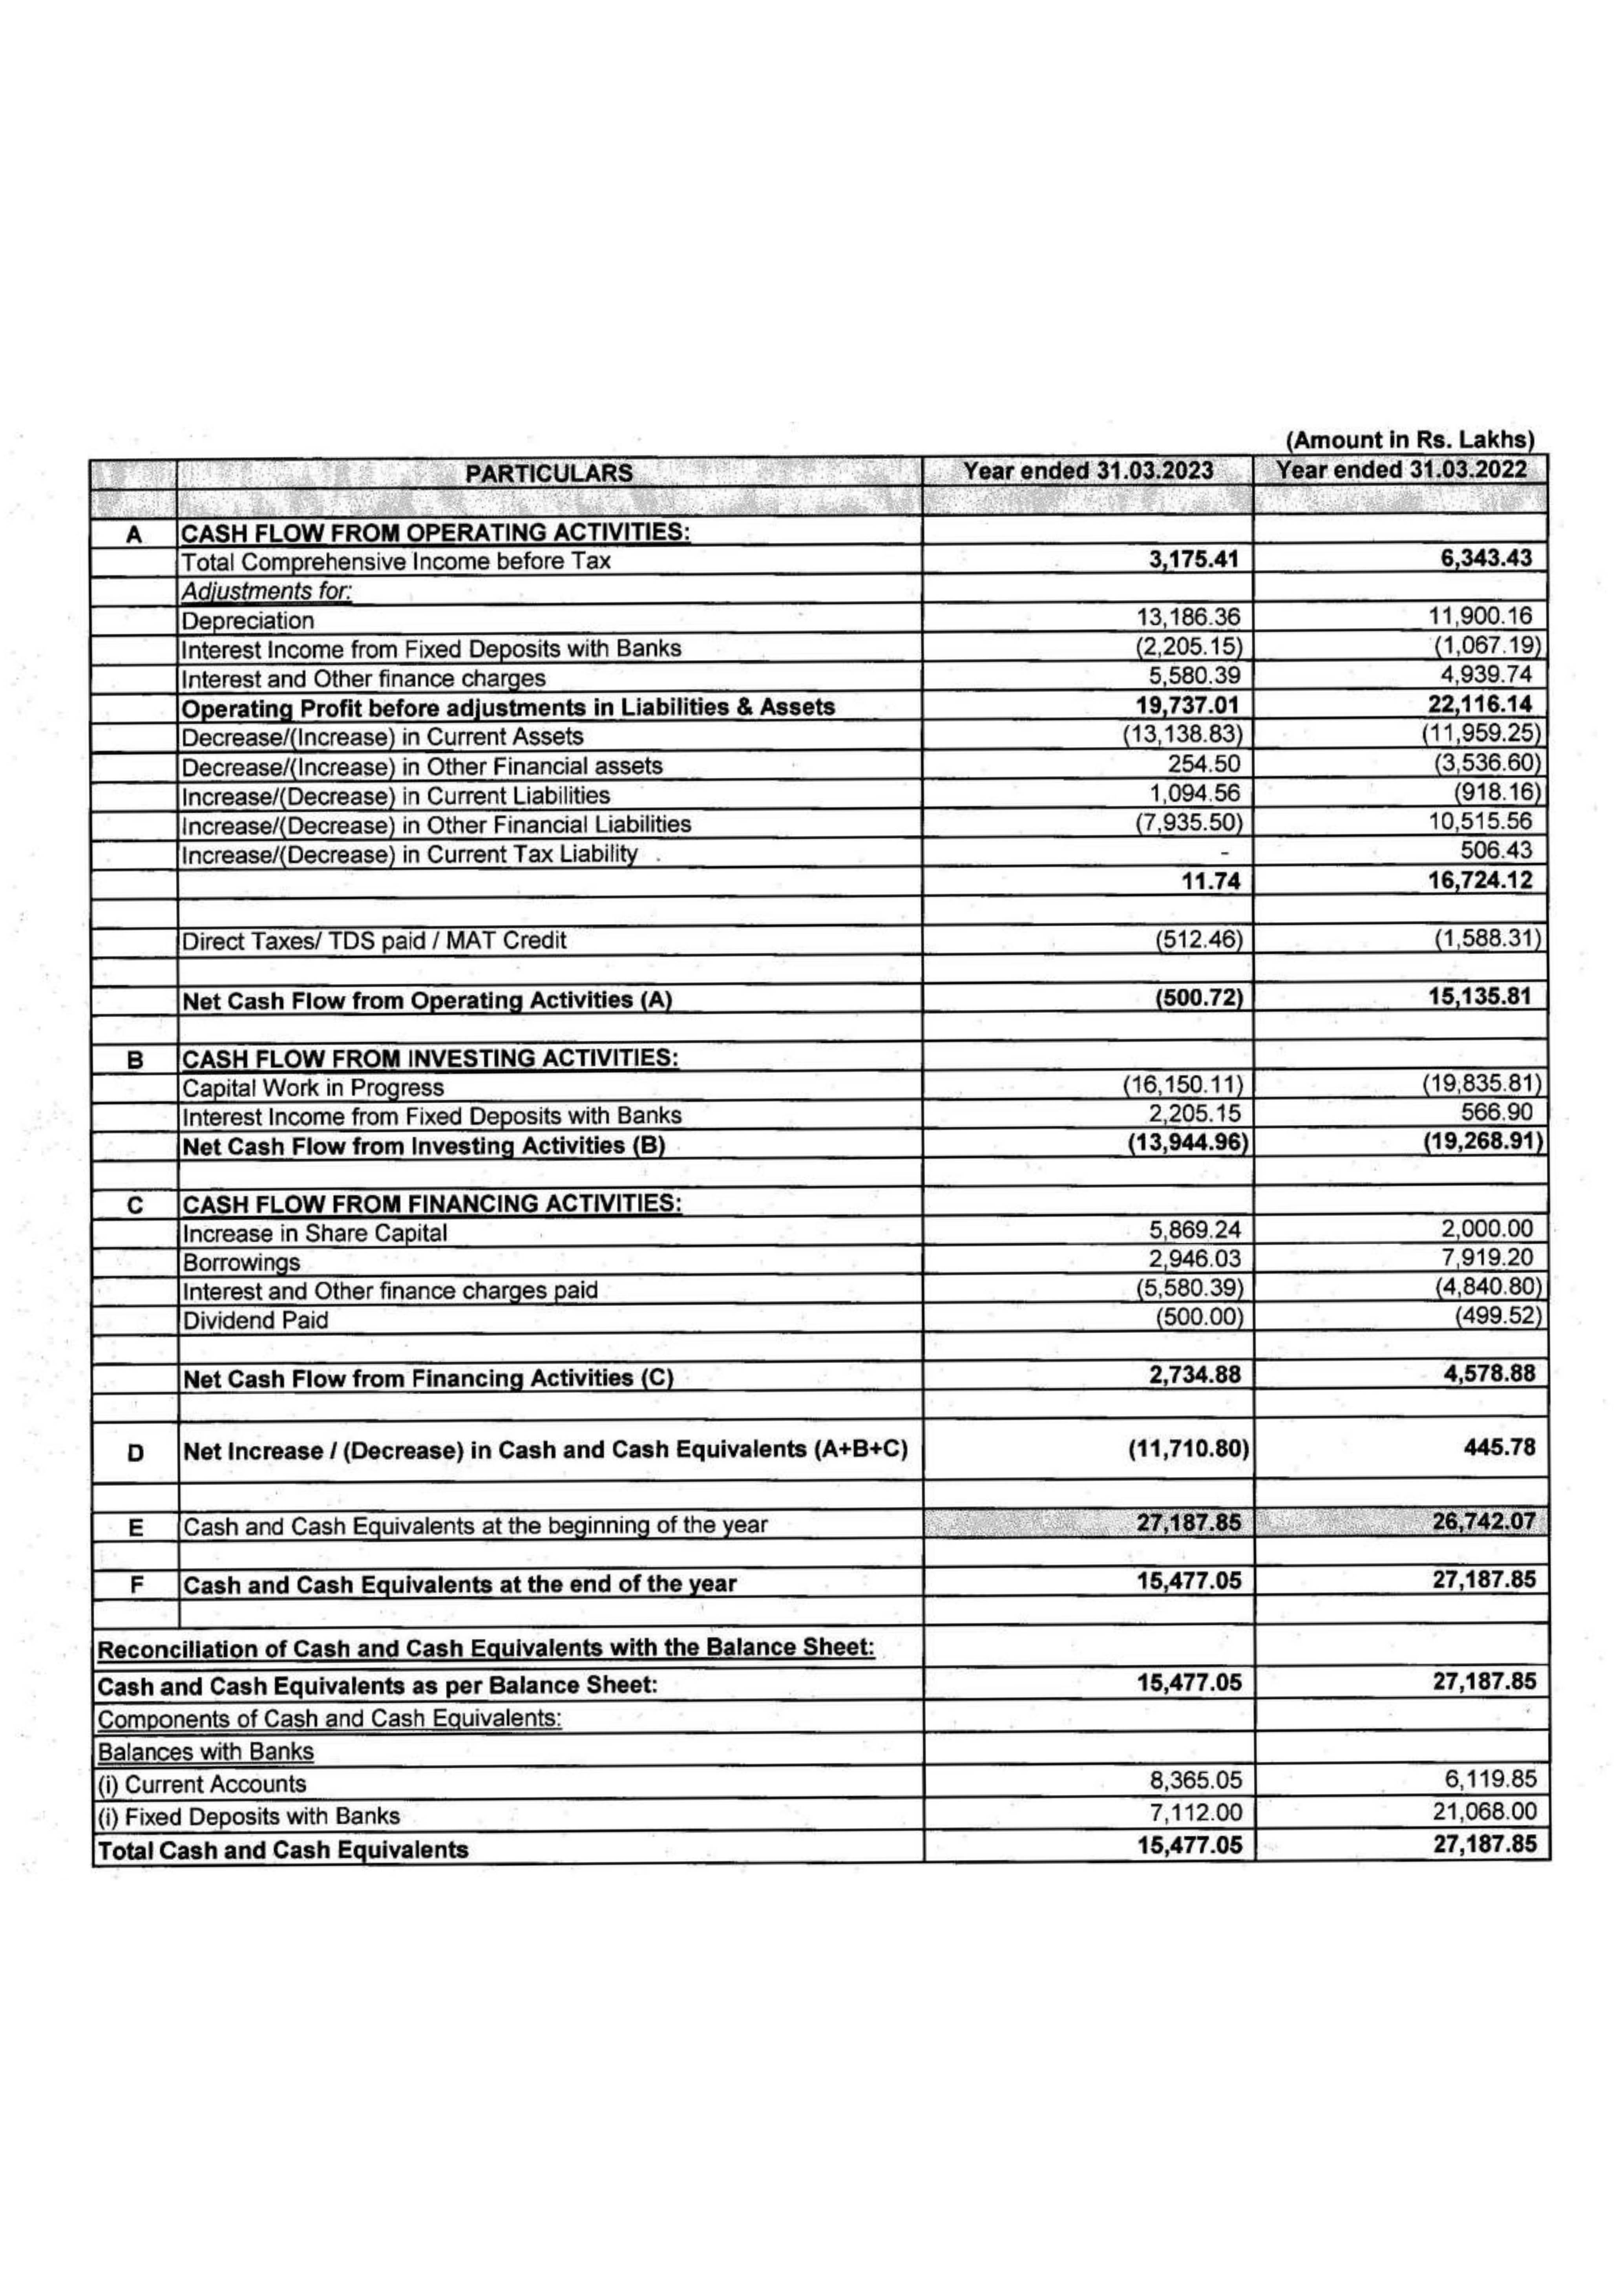 (Amount in Rs. Lakhs)
PARTICULARS Year ended 31.03.2023 Year ended 31.03.2022
A CASH FLOW FROM OPERATING ACTIVITIES:
Total Comprehensive Income before Tax 3,175.41 6,343.43
Adjustments for:
Depreciation 13,186.36 11,900.16
Interest Income from Fixed Deposits with Banks (2,205.15) (1,067.19)
Interest and Other finance charges 5,580.39 4,939.74
Operating Profit before adjustments in Liabilities & Assets 19,737.01 22,116.14
Decrease/(Increase) in Current Assets (13,138.83) (11,959.25)
Decrease/(Increase) in Other Financial assets 254.50 (3,536.60)
Increase/(Decrease) in Current Liabilities 1,094.56 (918.16)
Increase/(Decrease) in Other Financial Liabilities (7,935.50) 10,515.56
Increase/(Decrease) in Current Tax Liability - 506.43
11.74 16,724.12
Direct Taxes/ TDS paid / MAT Credit (512.46) (1,588.31)
Net Cash Flow from Operating Activities (A) (500.72) 15,135.81
B CASH FLOW FROM INVESTING ACTIVITIES:
Capital Work in Progress (16,150.11) (19,835.81)
Interest Income from Fixed Deposits with Banks 2,205.15 566.90
Net Cash Flow from Investing Activities (B) (13,944.96) (19,268.91)
C CASH FLOW FROM FINANCING ACTIVITIES:
Increase in Share Capital 5,869.24 2,000.00
Borrowings 2,946.03 7,919.20
Interest and Other finance charges paid (5,580.39) (4,840.80)
Dividend Paid (500.00) (499.52)
Net Cash Flow from Financing Activities (C) 2,734.88 4,578.88
D Net Increase / (Decrease) in Cash and Cash Equivalents (A+B+C) (11,710.80) 445.78
E Cash and Cash Equivalents at the beginning of the year 27,187.85 26,742.07
F Cash and Cash Equivalents at the end of the year 15,477.05 27,187.85
Reconciliation of Cash and Cash Equivalents with the Balance Sheet:
Cash and Cash Equivalents as per Balance Sheet: 15,477.05 27,187.85
Components of Cash and Cash Equivalents:
Balances with Banks
(i) Current Accounts 8,365.05 6,119.85
(i) Fixed Deposits with Banks 7,112.00 21,068.00
Total Cash and Cash Equivalents 15,477.05 27,187.85